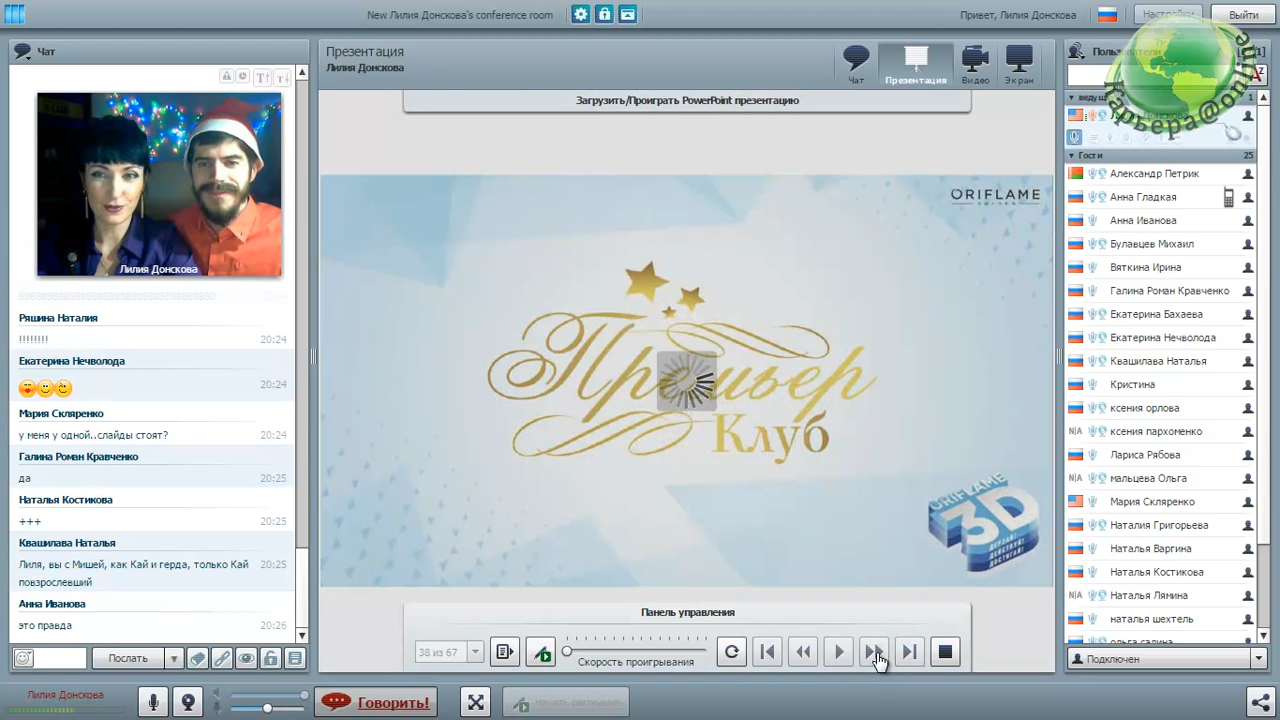 New Лилия Донскова's conference room
Привет, Лилия Донскова
Настройки
Выйти
Чат
Лилия Донскова
Ряшина Наталия
!!!!!!!!
20:24
Екатерина Нечволода
20:24
Мария Скляренко
у меня у одной..слайды стоят?
20:24
Галина Роман Кравченко
да
20:25
Наталья Костикова
+++
20:25
Квашилава Наталья
Лиля, вы с Мишей, как Кай и герда, только Кай
20:25
повзрослевший
Анна Иванова
это правда
20:26
Послать
Презентация
Лилия Донскова
Чат
Презентация
Видео
Экран
Загрузить/Проиграть PowerPoint презентацию
ORIFLAME
SWEDEN
Премьер
Клуб
ORIFLAME
3D
Панель управления
38 из 67
Скорость проигрывания
Карьера@online
Гости
25
Александр Петрик
Анна Гладкая
Анна Иванова
Булавцев Михаил
Вяткина Ирина
Галина Роман Кравченко
Екатерина Бахаева
Екатерина Нечволода
Квашилава Наталья
Кристина
ксения орлова
N/A ксения пархоменко
Лариса Рябова
N/A мальцева Ольга
Мария Скляренко
Наталия Григорьева
Наталья Варгина
Наталья Костикова
N/A Наталья Лямина
наталья шехтель
ольга салина
Подключен
Лилия Донскова
Говорить!